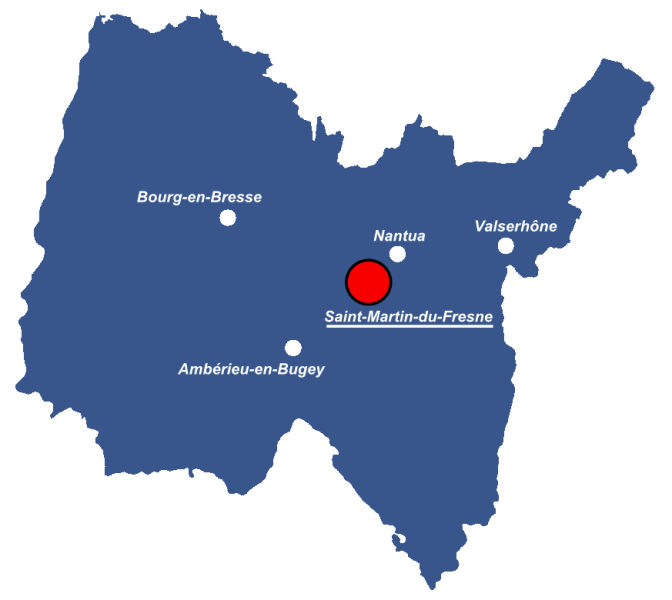 Bourg-en-Bresse
Valserhône
Nantua
Saint-Martin-du-Fresne
Ambérieu-en-Bugey